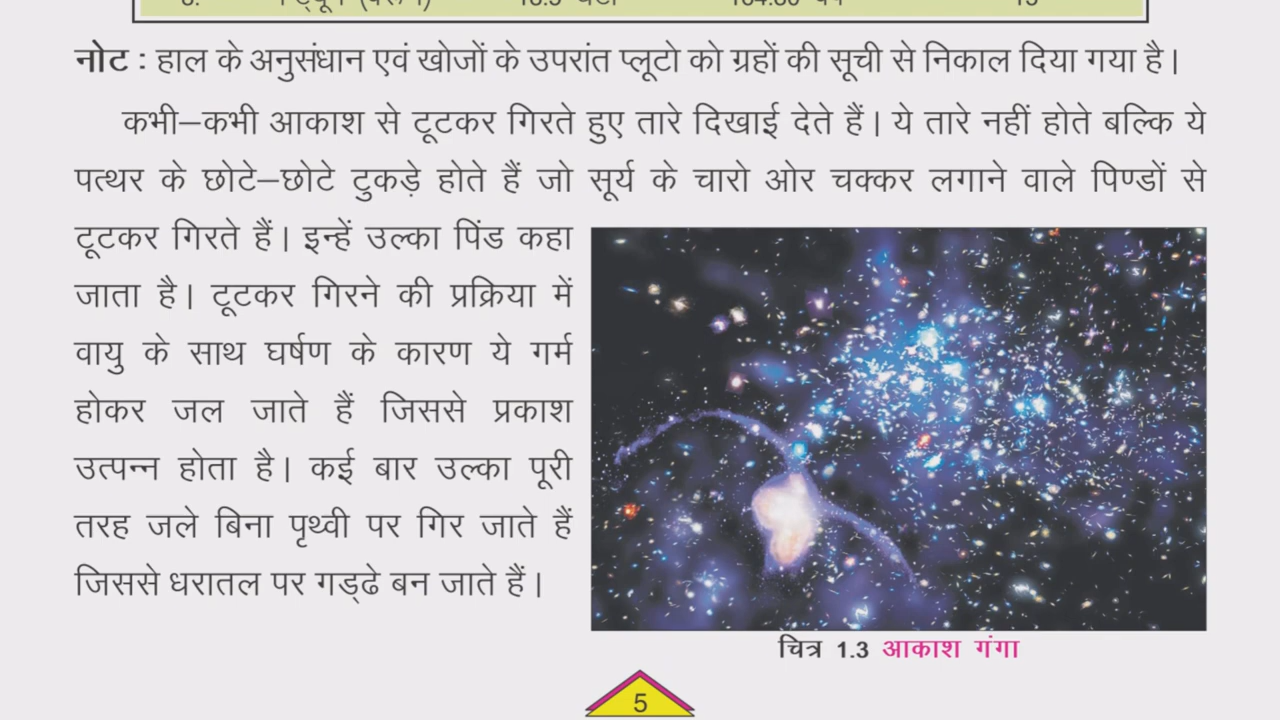 नोट : हाल के अनुसंधान एवं खोजों के उपरांत प्लूटो को ग्रहों की सूची से निकाल दिया गया है।
कभी–कभी आकाश से टूटकर गिरते हुए तारे दिखाई देते हैं। ये तारे नहीं होते बल्कि ये
पत्थर के छोटे–छोटे टुकड़े होते हैं जो सूर्य के चारो ओर चक्कर लगाने वाले पिण्डों से
टूटकर गिरते हैं। इन्हें उल्का पिंड कहा
जाता है। टूटकर गिरने की प्रक्रिया में
वायु के साथ घर्षण के कारण ये गर्म
होकर जल जाते हैं जिससे प्रकाश
उत्पन्न होता है। कई बार उल्का पूरी
तरह जले बिना पृथ्वी पर गिर जाते हैं
जिससे धरातल पर गड्ढे बन जाते हैं।
चित्र 1.3 आकाश गंगा
5